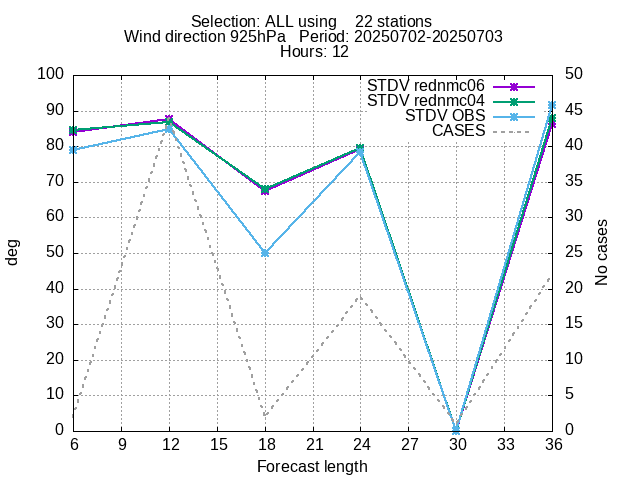 Selection: ALL using 22 stations
Wind direction 925hPa Period: 20250702-20250703
Hours: 12
STDV rednmc06
STDV rednmc04
STDV OBS
CASES
100
90
80
70
60
50
40
30
20
10
0
deg
50
45
40
35
30
25
20
15
10
5
0
No cases
6 9 12 15 18 21 24 27 30 33 36
Forecast length